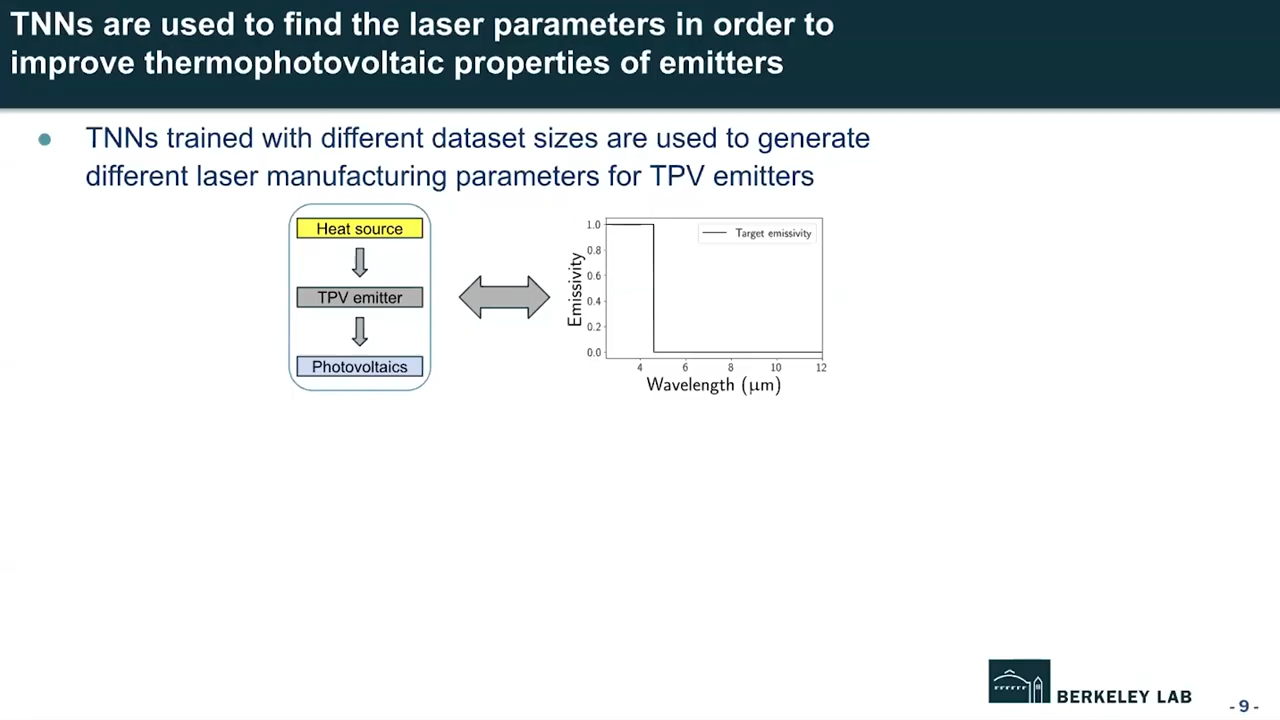 TNNs are used to find the laser parameters in order to
improve thermophotovoltaic properties of emitters
● TNNs trained with different dataset sizes are used to generate
different laser manufacturing parameters for TPV emitters
Heat source
TPV emitter
Photovoltaics
Target emissivity
Emissivity
1.0
0.8
0.6
0.4
0.2
0.0
4 6 8 10 12
Wavelength (μm)
BERKELEY LAB
- 9 -